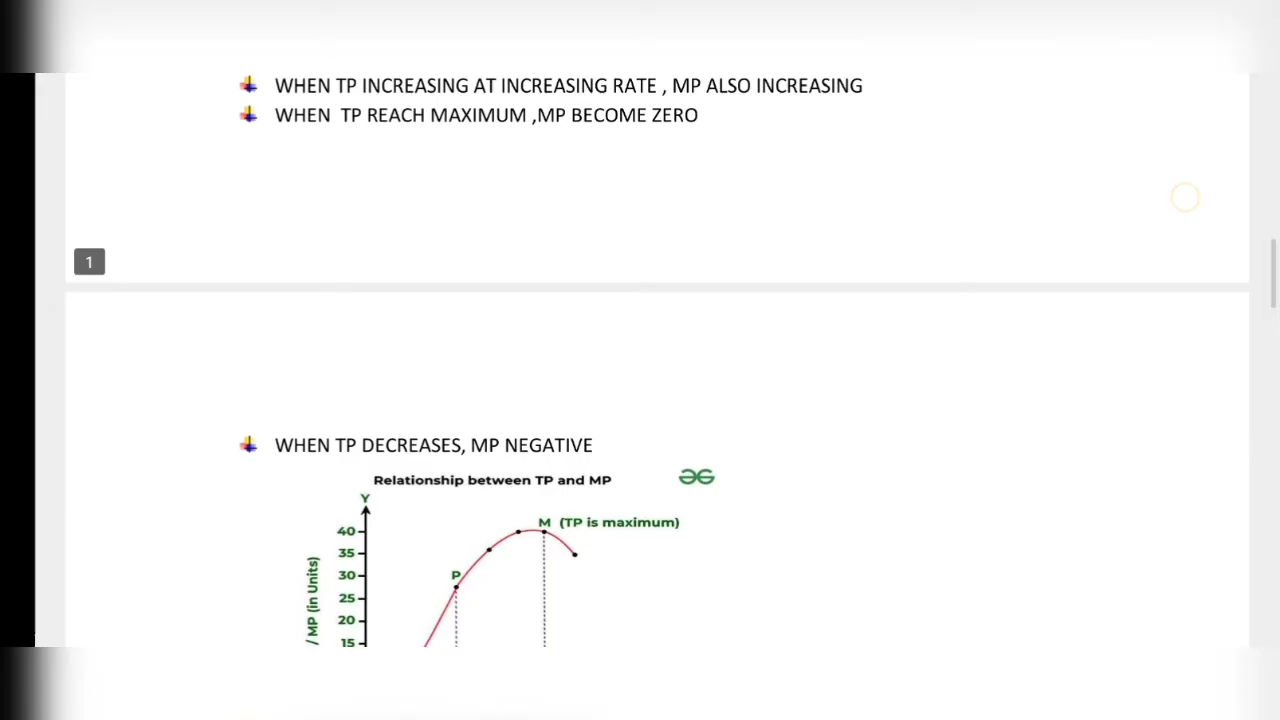 WHEN TP INCREASING AT INCREASING RATE , MP ALSO INCREASING
WHEN TP REACH MAXIMUM ,MP BECOME ZERO
1
WHEN TP DECREASES, MP NEGATIVE
Relationship between TP and MP
Y
M (TP is maximum)
40
35
P
30
25
20
15
/ MP (in Units)